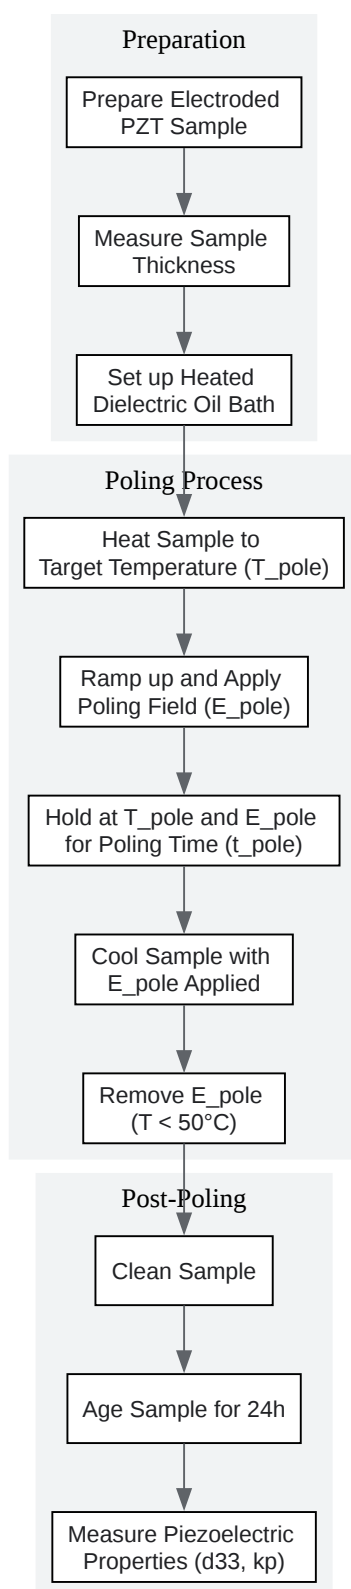 Preparation
Prepare Electroded
PZT Sample
Measure Sample
Thickness
Set up Heated
Dielectric Oil Bath
Poling Process
Heat Sample to
Target Temperature (T_pole)
Ramp up and Apply
Poling Field (E_pole)
Hold at T_pole and E_pole
for Poling Time (t_pole)
Cool Sample with
E_pole Applied
Remove E_pole
(T < 50°C)
Post-Poling
Clean Sample
Age Sample for 24h
Measure Piezoelectric
Properties (d33, kp)